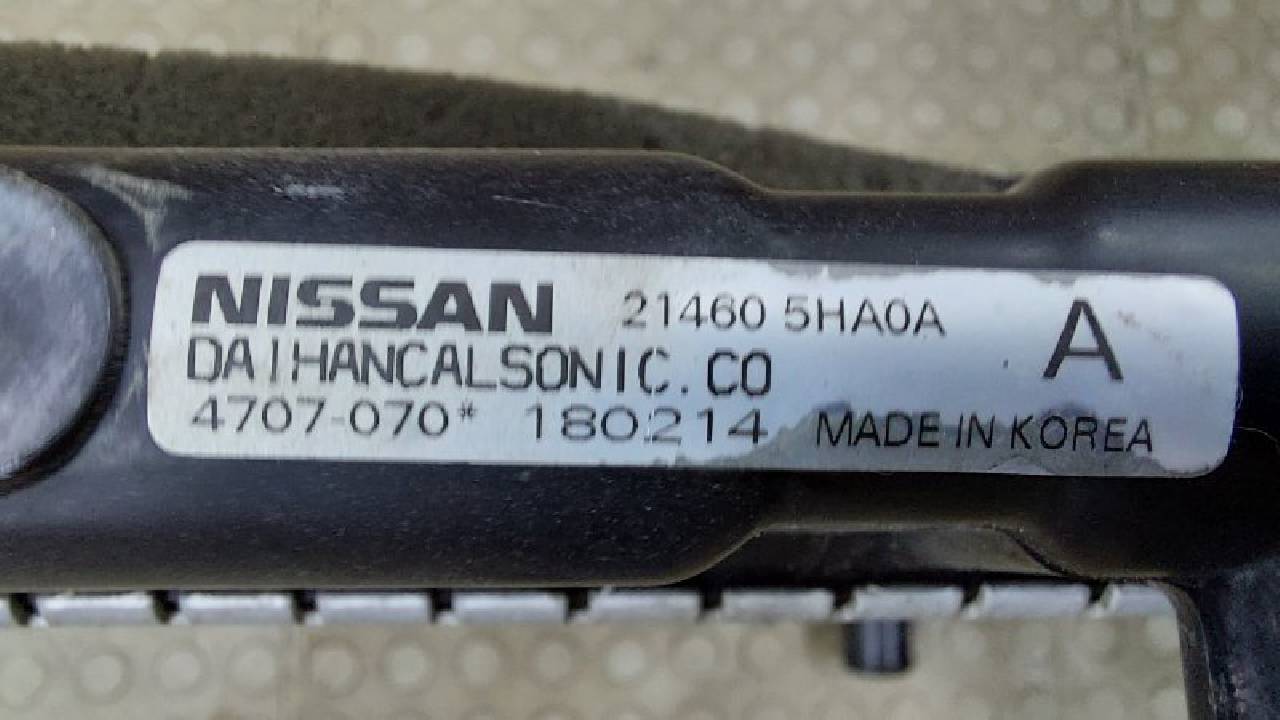 NISSAN 21460 5HA0A A
DAIHANCALSONIC.CO
4707-070* 180214 MADE IN KOREA